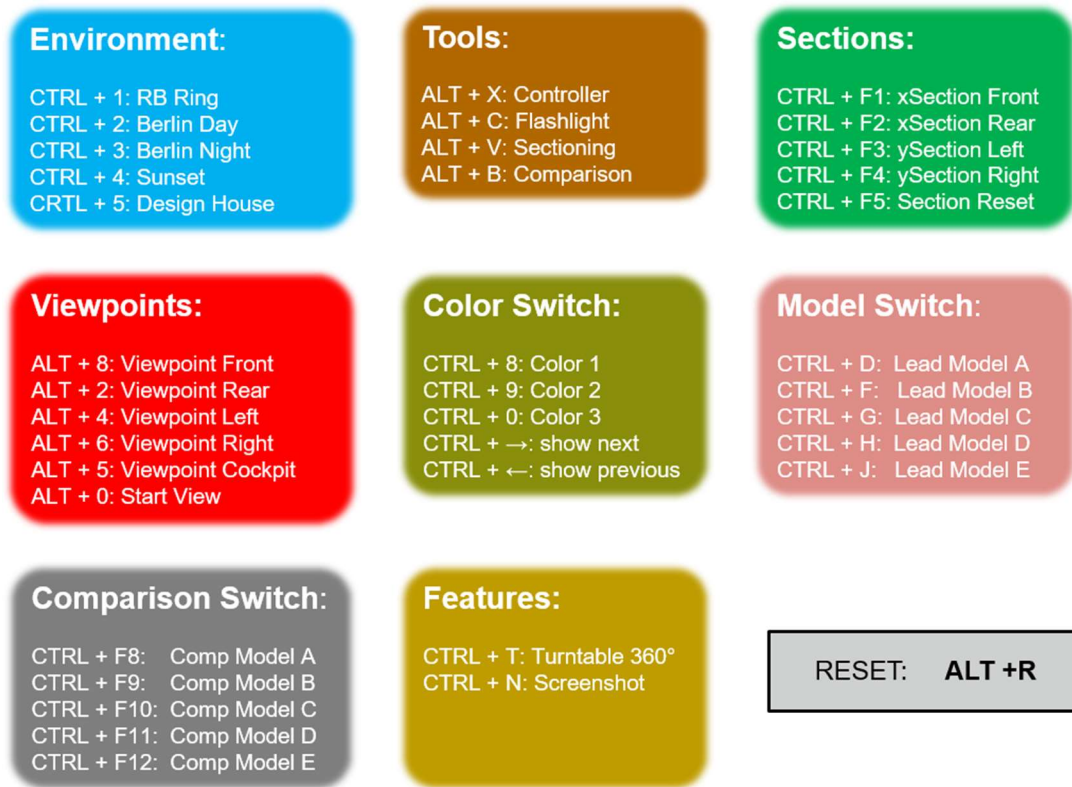 Environment:
CTRL + 1: RB Ring
CTRL + 2: Berlin Day
CTRL + 3: Berlin Night
CTRL + 4: Sunset
CRTL + 5: Design House
Tools:
ALT + X: Controller
ALT + C: Flashlight
ALT + V: Sectioning
ALT + B: Comparison
Sections:
CTRL + F1: xSection Front
CTRL + F2: xSection Rear
CTRL + F3: ySection Left
CTRL + F4: ySection Right
CTRL + F5: Section Reset
Viewpoints:
ALT + 8: Viewpoint Front
ALT + 2: Viewpoint Rear
ALT + 4: Viewpoint Left
ALT + 6: Viewpoint Right
ALT + 5: Viewpoint Cockpit
ALT + 0: Start View
Color Switch:
CTRL + 8: Color 1
CTRL + 9: Color 2
CTRL + 0: Color 3
CTRL + →: show next
CTRL + ←: show previous
Model Switch:
CTRL + D: Lead Model A
CTRL + F: Lead Model B
CTRL + G: Lead Model C
CTRL + H: Lead Model D
CTRL + J: Lead Model E
Comparison Switch:
CTRL + F8: Comp Model A
CTRL + F9: Comp Model B
CTRL + F10: Comp Model C
CTRL + F11: Comp Model D
CTRL + F12: Comp Model E
Features:
CTRL + T: Turntable 360°
CTRL + N: Screenshot
RESET: ALT +R